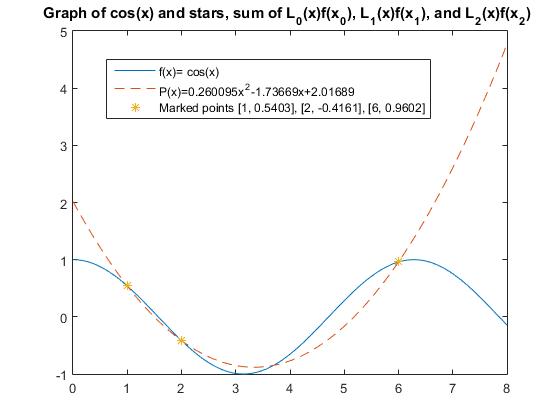 Graph of cos(x) and stars, sum of L₀(x)f(x₀), L₁(x)f(x₁), and L₂(x)f(x₂)
5
f(x)= cos(x)
P(x)=0.260095x²-1.73669x+2.01689
Marked points [1, 0.5403], [2, -0.4161], [6, 0.9602]
4
3
2
1
0
-1
0 1 2 3 4 5 6 7 8